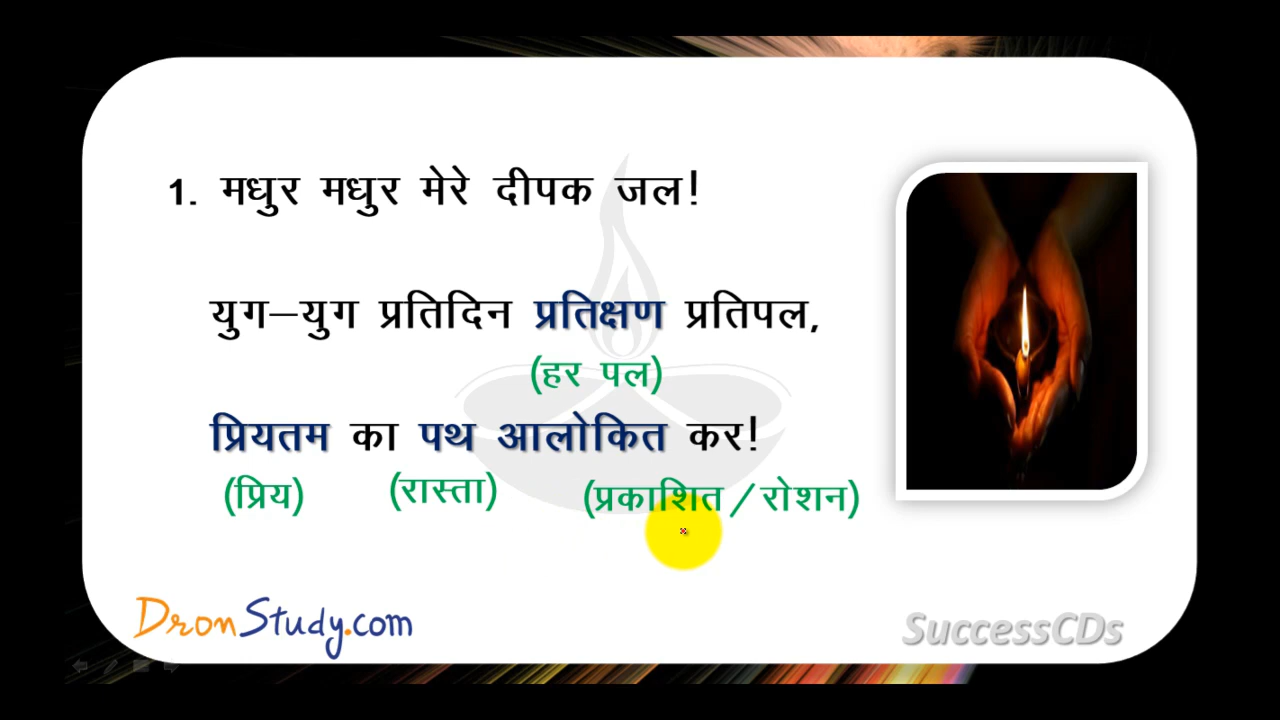 1. मधुर मधुर मेरे दीपक जल!
युग–युग प्रतिदिन प्रतिक्षण प्रतिपल,
(हर पल)
प्रियतम का पथ आलोकित कर!
(प्रिय) (रास्ता) (प्रकाशित/रोशन)
DronStudy.com
SuccessCDs